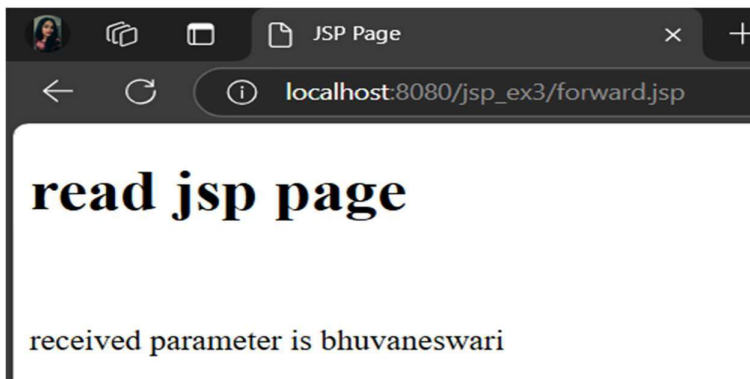 JSP Page
localhost:8080/jsp_ex3/forward.jsp
read jsp page
received parameter is bhuvaneswari